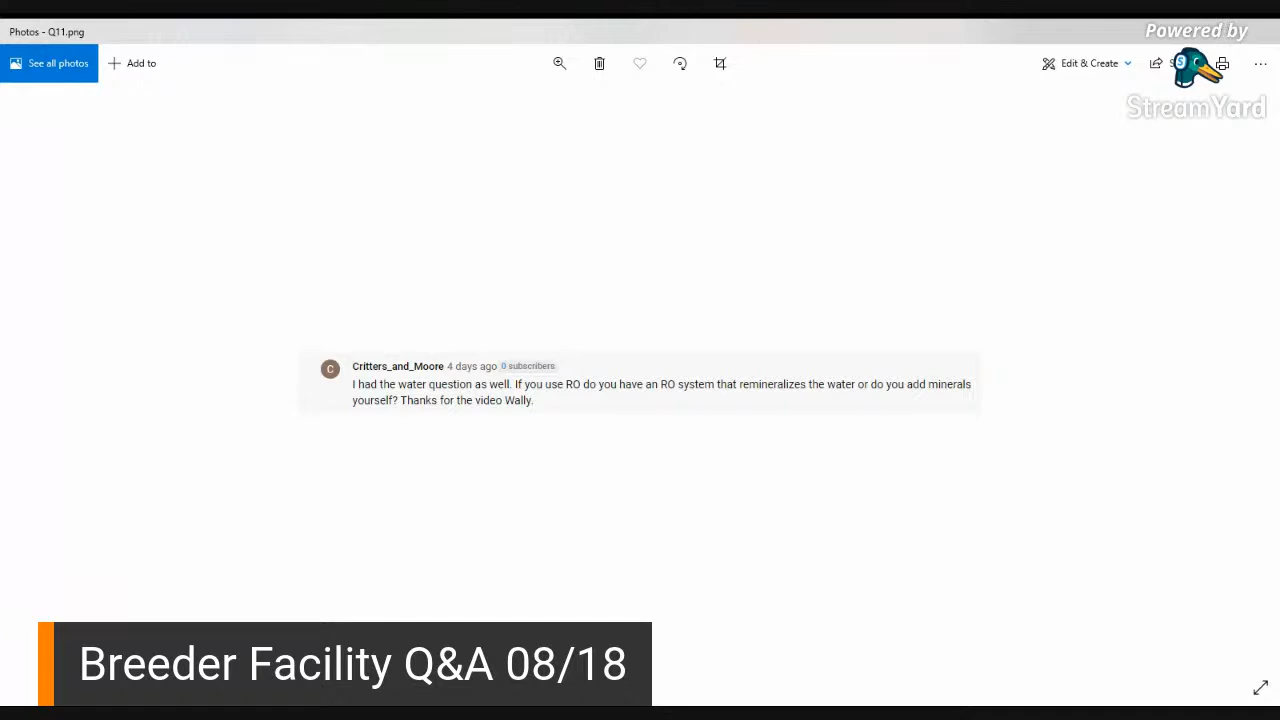 Photos - Q11.png
Powered by
See all photos
Add to
Edit & Create
StreamYard
C
Critters_and_Moore 4 days ago 0 subscribers
I had the water question as well. If you use RO do you have an RO system that remineralizes the water or do you add minerals
yourself? Thanks for the video Wally.
Breeder Facility Q&A 08/18